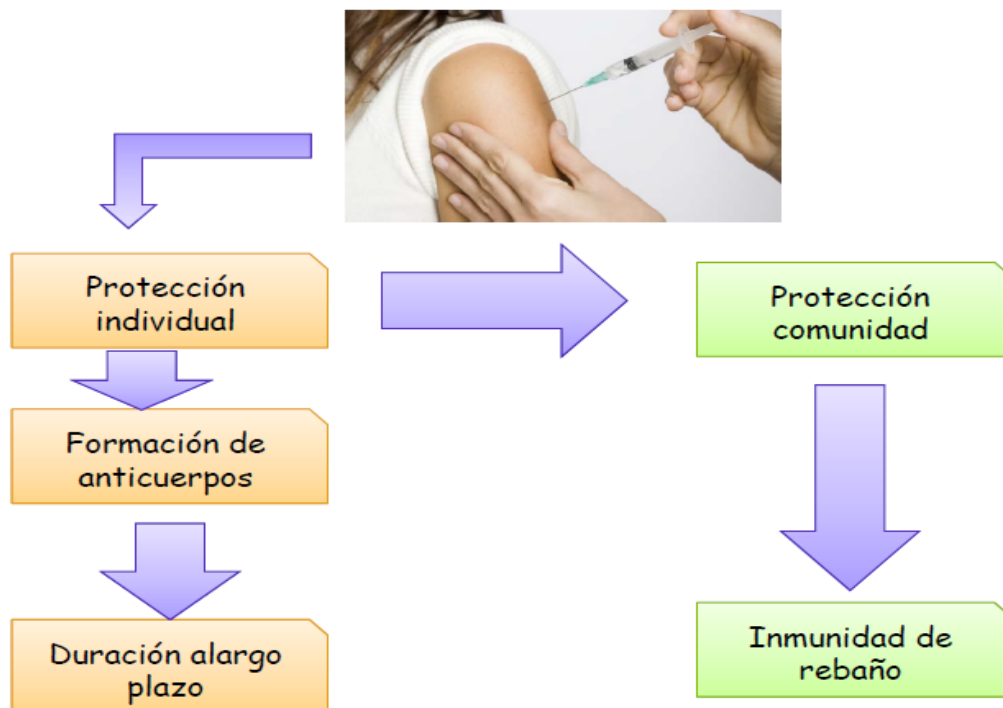 Protección
individual
Protección
comunidad
Formación de
anticuerpos
Duración alargo
plazo
Inmunidad de
rebaño